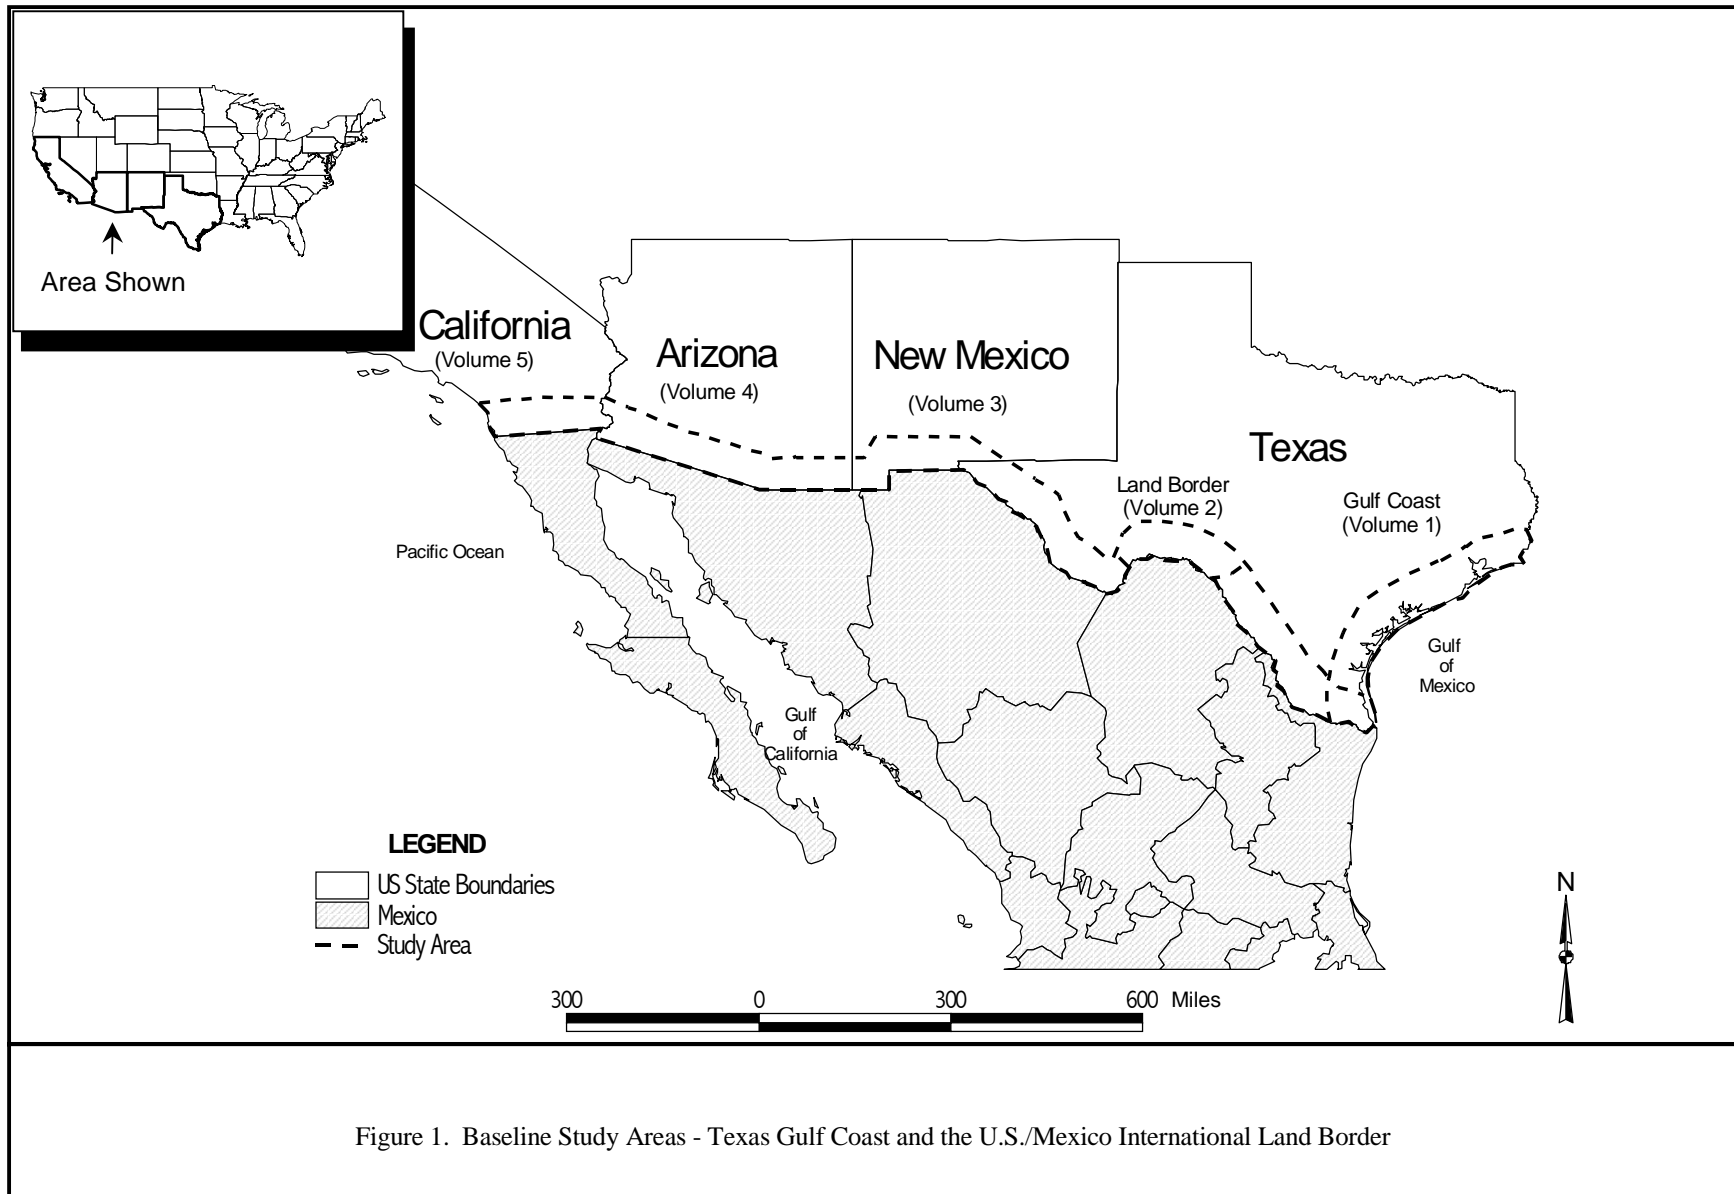 Area Shown
California
(Volume 5)
Arizona
(Volume 4)
New Mexico
(Volume 3)
Texas
Land Border
(Volume 2)
Gulf Coast
(Volume 1)
Pacific Ocean
Gulf
of
Mexico
Gulf
of
California
LEGEND
US State Boundaries
Mexico
Study Area
N
300 0 300 600 Miles
Figure 1. Baseline Study Areas - Texas Gulf Coast and the U.S./Mexico International Land Border